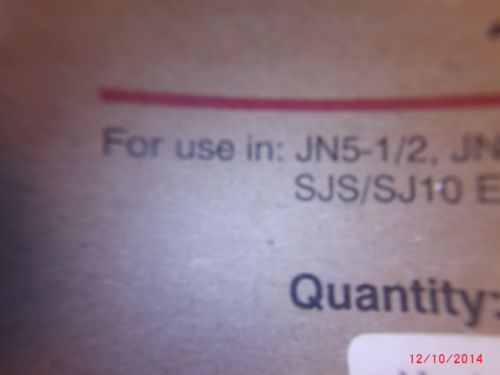 For use in: JN5-1/2, JN
SJS/SJ10 E
Quantity:
12/10/2014